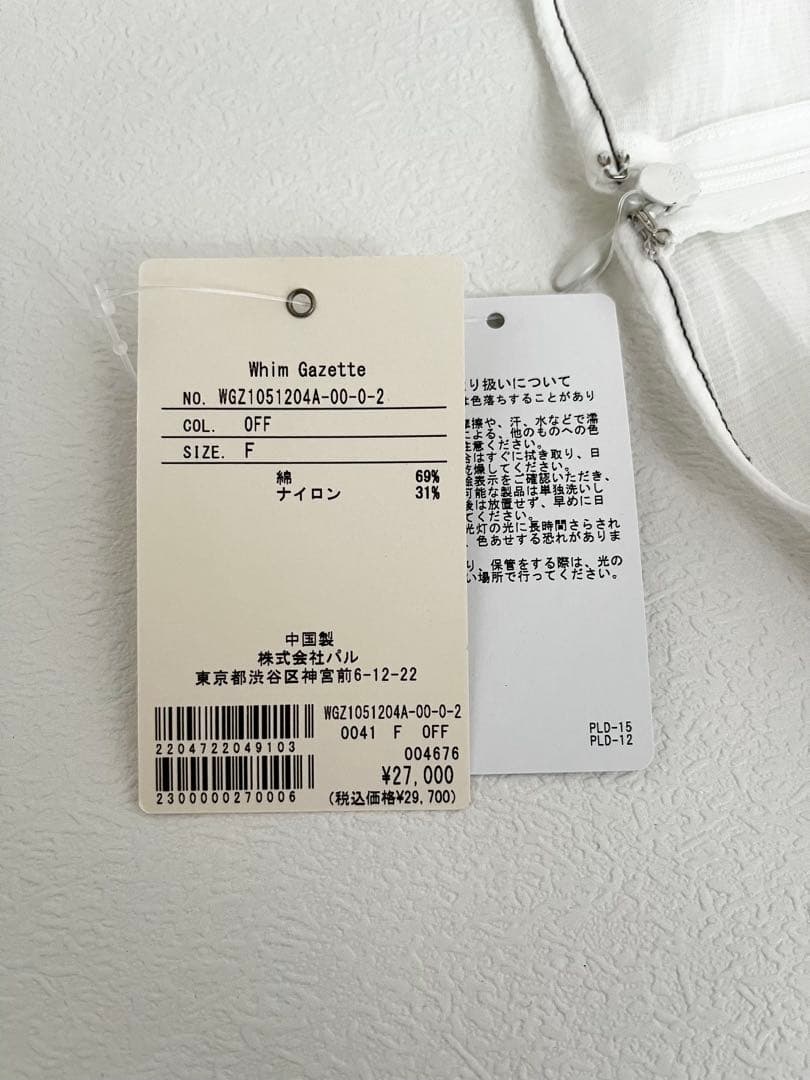 Whim Gazette
NO. WGZ1051204A-00-0-2
COL. OFF
SIZE. F
綿 69%
ナイロン 31%
中国製
株式会社パル
東京都渋谷区神宮前6-12-22
WGZ1051204A-00-0-2
0041 F OFF
2204722049103
004676
¥27,000
2300000270006
(税込価格¥29,700)
り扱いについて
は色落ちすることがあり
擦や、汗、水などで濡
による、他のものへの色
注意ください。
合はすぐに拭き取り、日
乾燥してください。
絵表示をご確認いただき、
可能な製品は単独洗いし
後は放置せず、早めに日
てください。
光灯の光に長時間さらされ
、色あせする恐れがありま
り、保管をする際は、光の
い場所で行ってください。
PLD-15
PLD-12